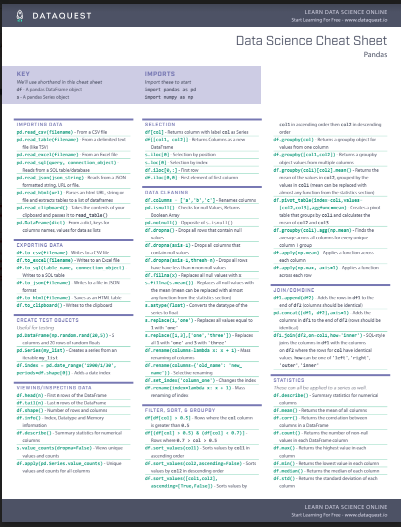 DATAQUEST
LEARN DATA SCIENCE ONLINE
Start Learning For Free - www.dataquest.io
Data Science Cheat Sheet
Pandas
KEY
We'll use shorthand in this cheat sheet
df - A pandas DataFrame object
s - A pandas Series object
IMPORTS
Import these to start
import pandas as pd
import numpy as np
IMPORTING DATA
pd.read_csv(filename) - From a CSV file
pd.read_table(filename) - From a delimited text
file (like TSV)
pd.read_excel(filename) - From an Excel file
pd.read_sql(query, connection_object) -
Reads from a SQL table/database
pd.read_json(json_string) - Reads from a JSON
formatted string, URL or file.
pd.read_html(url) - Parses an html URL, string or
file and extracts tables to a list of dataframes
pd.read_clipboard() - Takes the contents of your
clipboard and passes it to read_table()
pd.DataFrame(dict) - From a dict, keys for
columns names, values for data as lists
EXPORTING DATA
df.to_csv(filename) - Writes to a CSV file
df.to_excel(filename) - Writes to an Excel file
df.to_sql(table_name, connection_object) -
Writes to a SQL table
df.to_json(filename) - Writes to a file in JSON
format
df.to_html(filename) - Saves as an HTML table
df.to_clipboard() - Writes to the clipboard
CREATE TEST OBJECTS
Useful for testing
pd.DataFrame(np.random.rand(20,5)) - 5
columns and 20 rows of random floats
pd.Series(my_list) - Creates a series from an
iterable my_list
df.index = pd.date_range('1900/1/30',
periods=df.shape[0]) - Adds a date index
VIEWING/INSPECTING DATA
df.head(n) - First n rows of the DataFrame
df.tail(n) - Last n rows of the DataFrame
df.shape() - Number of rows and columns
df.info() - Index, Datatype and Memory
information
df.describe() - Summary statistics for numerical
columns
s.value_counts(dropna=False) - Views unique
values and counts
df.apply(pd.Series.value_counts) - Unique
values and counts for all columns
SELECTION
df[col] - Returns column with label col as Series
df[[col1, col2]] - Returns Columns as a new
DataFrame
s.iloc[0] - Selection by position
s.loc[0] - Selection by index
df.iloc[0,:] - First row
df.iloc[0,0] - First element of first column
DATA CLEANING
df.columns = ['a','b','c'] - Renames columns
pd.isnull() - Checks for null Values, Returns
Boolean Array
pd.notnull() - Opposite of s.isnull()
df.dropna() - Drops all rows that contain null
values
df.dropna(axis=1) - Drops all columns that
contain null values
df.dropna(axis=1,thresh=n) - Drops all rows
have have less than n non null values
df.fillna(x) - Replaces all null values with x
s.fillna(s.mean()) - Replaces all null values with
the mean (mean can be replaced with almost
any function from the statistics section)
s.astype(float) - Converts the datatype of the
series to float
s.replace(1,'one') - Replaces all values equal to
1 with 'one'
s.replace([1,3],['one','three']) - Replaces
all 1 with 'one' and 3 with 'three'
df.rename(columns=lambda x: x + 1) - Mass
renaming of columns
df.rename(columns={'old_name': 'new_
name'}) - Selective renaming
df.set_index('column_one') - Changes the index
df.rename(index=lambda x: x + 1) - Mass
renaming of index
FILTER, SORT, & GROUPBY
df[df[col] > 0.5] - Rows where the col column
is greater than 0.5
df[(df[col] > 0.5) & (df[col] < 0.7)] -
Rows where 0.7 > col > 0.5
df.sort_values(col1) - Sorts values by col1 in
ascending order
df.sort_values(col2,ascending=False) - Sorts
values by col2 in descending order
df.sort_values([col1,col2],
ascending=[True,False]) - Sorts values by
col1 in ascending order then col2 in descending
order
df.groupby(col) - Returns a groupby object for
values from one column
df.groupby([col1,col2]) - Returns a groupby
object values from multiple columns
df.groupby(col1)[col2].mean() - Returns the
mean of the values in col2, grouped by the
values in col1 (mean can be replaced with
almost any function from the statistics section)
df.pivot_table(index=col1,values=
[col2,col3],aggfunc=mean) - Creates a pivot
table that groups by col1 and calculates the
mean of col2 and col3
df.groupby(col1).agg(np.mean) - Finds the
average across all columns for every unique
column 1 group
df.apply(np.mean) - Applies a function across
each column
df.apply(np.max, axis=1) - Applies a function
across each row
JOIN/COMBINE
df1.append(df2) - Adds the rows in df1 to the
end of df2 (columns should be identical)
pd.concat([df1, df2],axis=1) - Adds the
columns in df1 to the end of df2 (rows should be
identical)
df1.join(df2,on=col1,how='inner') - SQL-style
joins the columns in df1 with the columns
on df2 where the rows for col have identical
values. how can be one of 'left', 'right',
'outer', 'inner'
STATISTICS
These can all be applied to a series as well.
df.describe() - Summary statistics for numerical
columns
df.mean() - Returns the mean of all columns
df.corr() - Returns the correlation between
columns in a DataFrame
df.count() - Returns the number of non-null
values in each DataFrame column
df.max() - Returns the highest value in each
column
df.min() - Returns the lowest value in each column
df.median() - Returns the median of each column
df.std() - Returns the standard deviation of each
column
LEARN DATA SCIENCE ONLINE
Start Learning For Free - www.dataquest.io